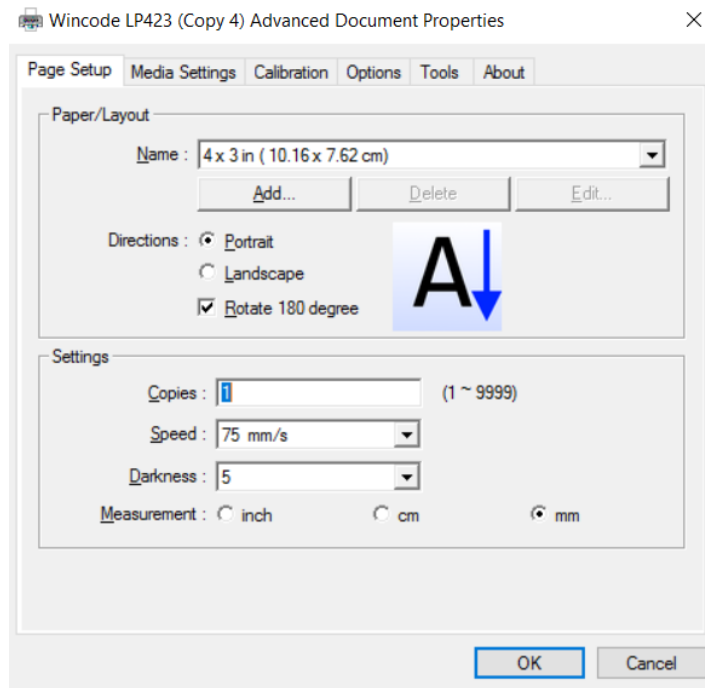 Wincode LP423 (Copy 4) Advanced Document Properties
Page Setup Media Settings Calibration Options Tools About
Paper/Layout
Name : 4 x 3 in ( 10.16 x 7.62 cm)
Add... Delete Edit...
Directions : Portrait
Landscape
Rotate 180 degree
A
Settings
Copies : 1 (1 ~ 9999)
Speed : 75 mm/s
Darkness : 5
Measurement : inch cm mm
OK Cancel